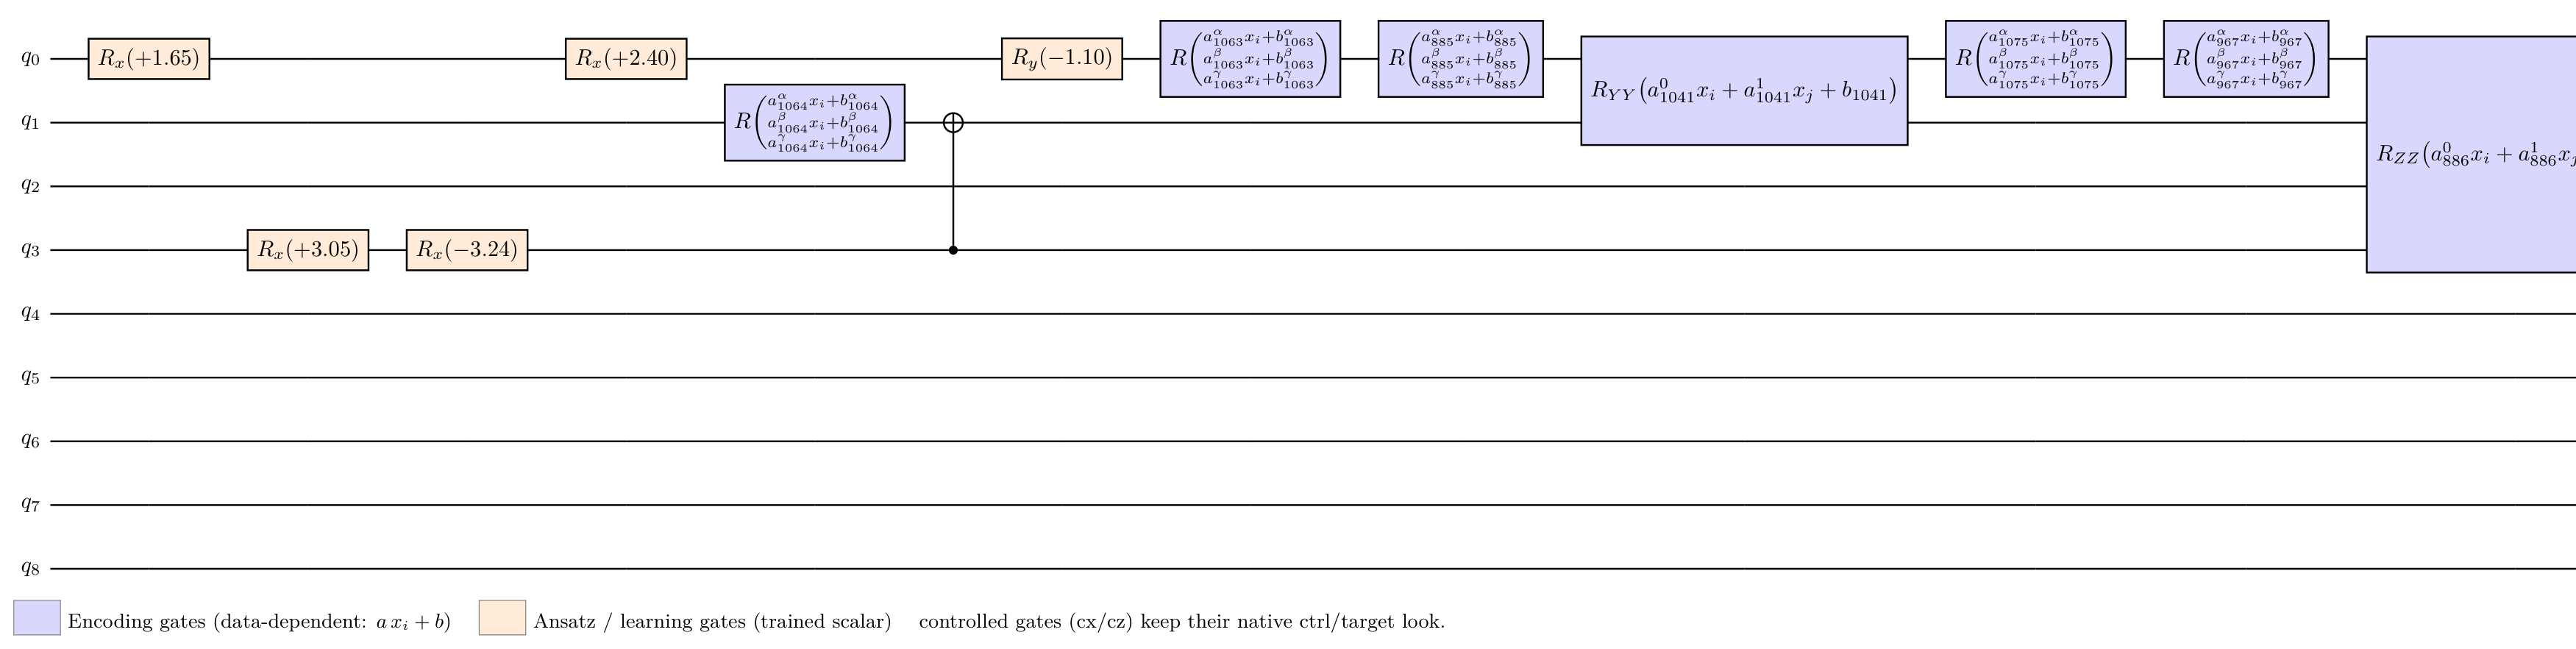 q0 Rx(+1.65) Rx(+2.40) Ry(−1.10) R(a^α_1063 x_i + b^α_1063 a^β_1063 x_i + b^β_1063 a^γ_1063 x_i + b^γ_1063) R(a^α_885 x_i + b^α_885 a^β_885 x_i + b^β_885 a^γ_885 x_i + b^γ_885) R_YY(a^0_1041 x_i + a^1_1041 x_j + b_1041) R(a^α_1075 x_i + b^α_1075 a^β_1075 x_i + b^β_1075 a^γ_1075 x_i + b^γ_1075) R(a^α_967 x_i + b^α_967 a^β_967 x_i + b^β_967 a^γ_967 x_i + b^γ_967)
q1 R(a^α_1064 x_i + b^α_1064 a^β_1064 x_i + b^β_1064 a^γ_1064 x_i + b^γ_1064)
R_ZZ(a^0_886 x_i + a^1_886 x_j
q2
q3 Rx(+3.05) Rx(−3.24)
q4
q5
q6
q7
q8
Encoding gates (data-dependent: a x_i + b) Ansatz / learning gates (trained scalar) controlled gates (cx/cz) keep their native ctrl/target look.